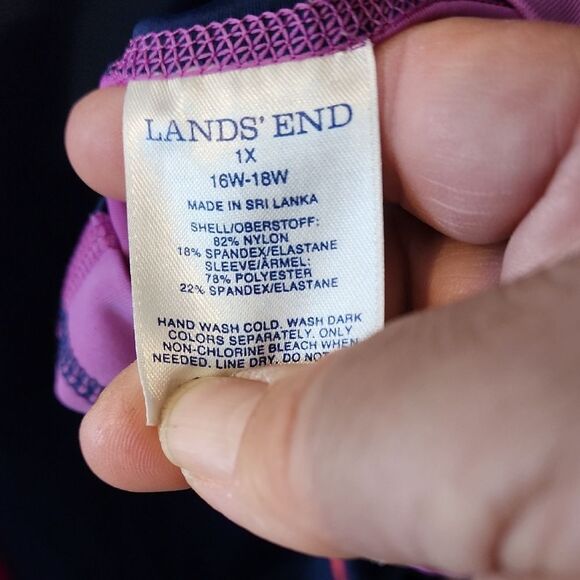 LANDS' END
1X
16W-18W
MADE IN SRI LANKA
SHELL/OBERSTOFF:
82% NYLON
18% SPANDEX/ELASTANE
SLEEVE/ÄRMEL:
78% POLYESTER
22% SPANDEX/ELASTANE
HAND WASH COLD. WASH DARK
COLORS SEPARATELY. ONLY
NON-CHLORINE BLEACH WHEN
NEEDED. LINE DRY. DO NOT